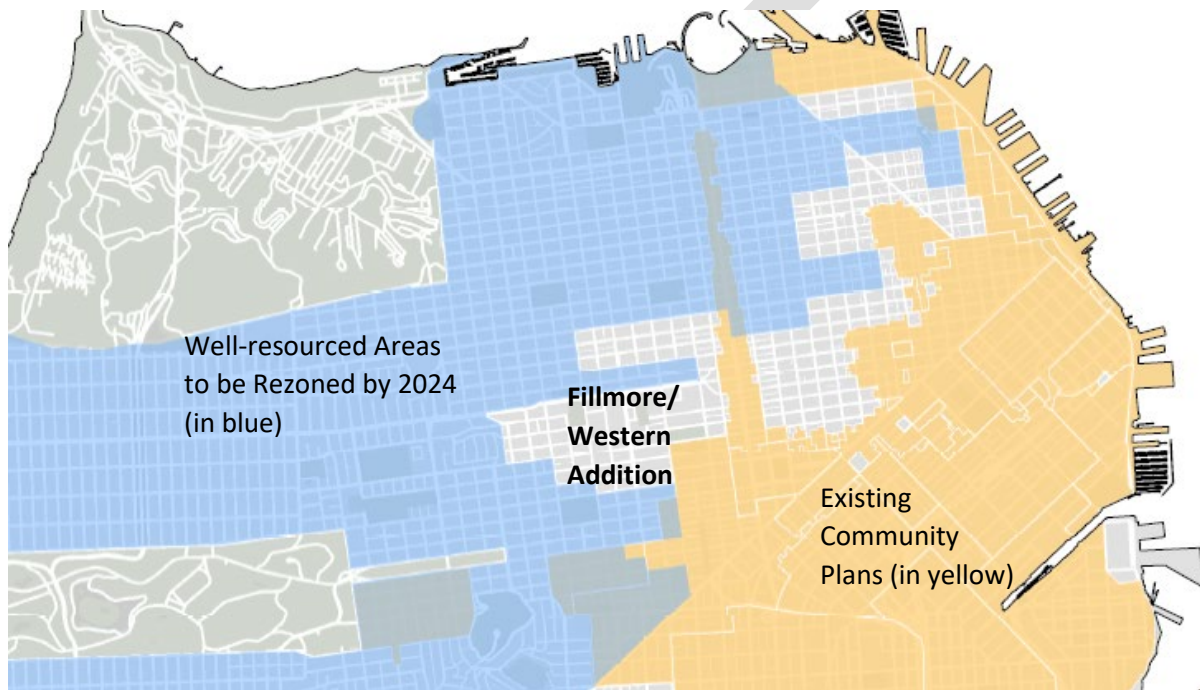 Well-resourced Areas
to be Rezoned by 2024
(in blue)
Fillmore/
Western
Addition
Existing
Community
Plans (in yellow)